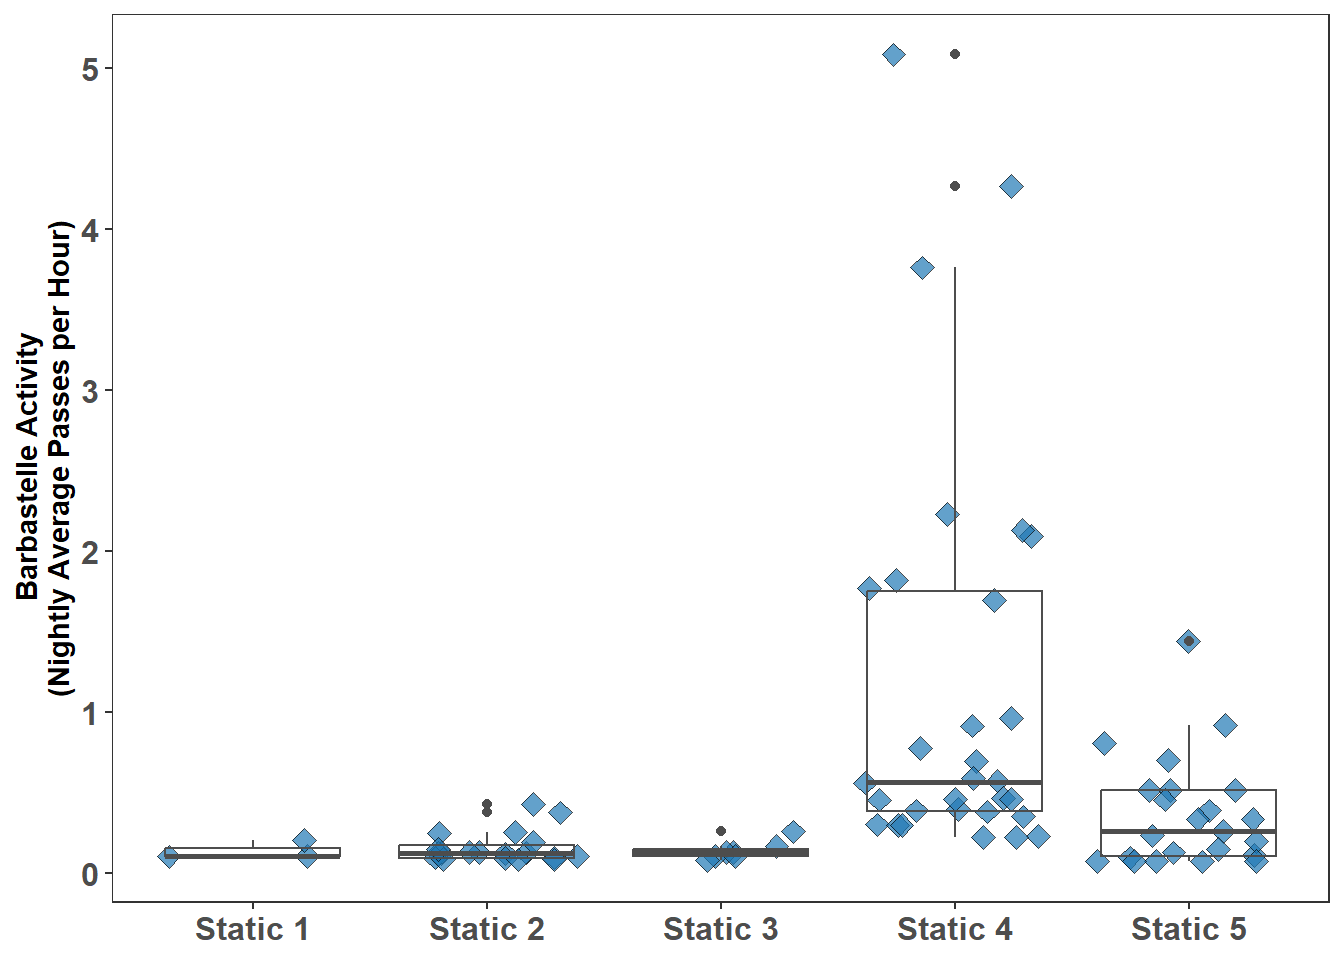 Barbastelle Activity
(Nightly Average Passes per Hour)
5
4
3
2
1
0
Static 1
Static 2
Static 3
Static 4
Static 5